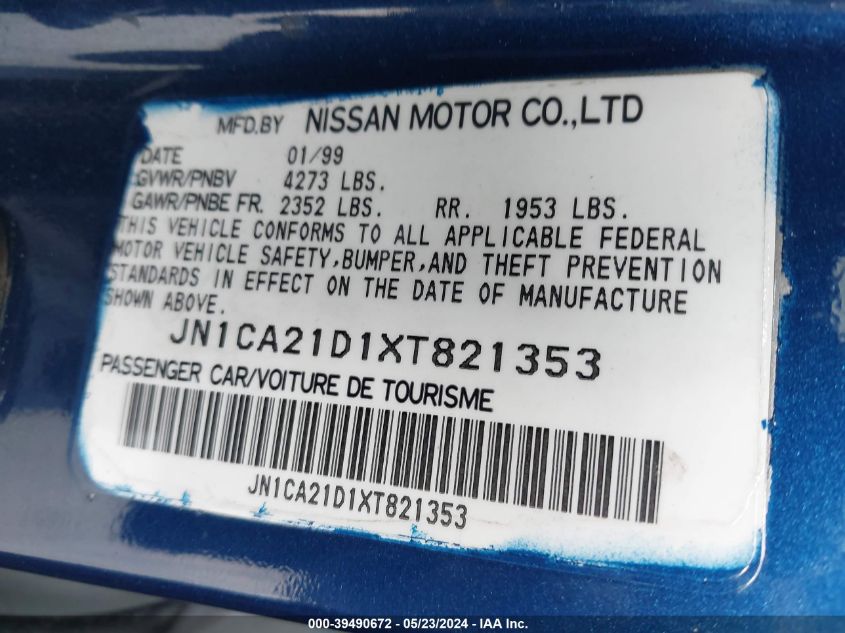 MFD.BY NISSAN MOTOR CO.,LTD
DATE 01/99
GVWR/PNBV 4273 LBS.
GAWR/PNBE FR. 2352 LBS. RR. 1953 LBS.
THIS VEHICLE CONFORMS TO ALL APPLICABLE FEDERAL
MOTOR VEHICLE SAFETY,BUMPER,AND THEFT PREVENTION
STANDARDS IN EFFECT ON THE DATE OF MANUFACTURE
SHOWN ABOVE.
JN1CA21D1XT821353
PASSENGER CAR/VOITURE DE TOURISME
JN1CA21D1XT821353
000-39490672 / 05/23/2024 - IAA Inc.